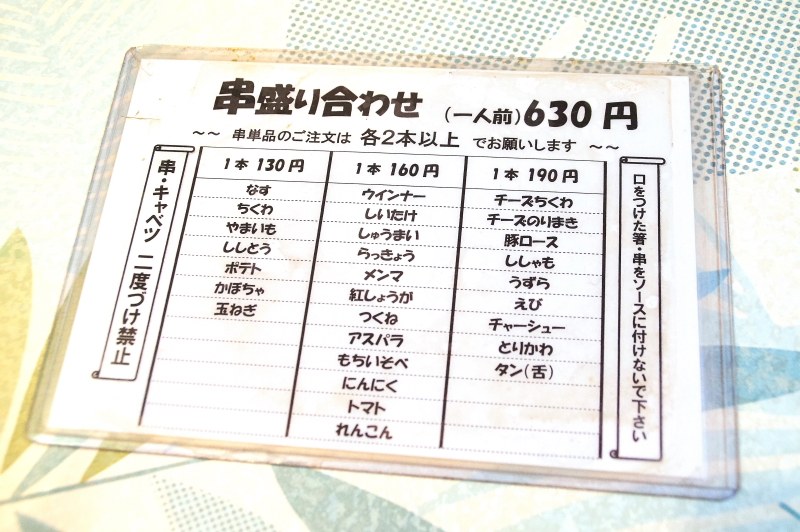 串盛り合わせ （一人前）630円
～～ 串単品のご注文は 各2本以上 でお願いします ～～
串・キャベツ 二度づけ禁止
1本 130円
なす
ちくわ
やまいも
ししとう
ポテト
かぼちゃ
玉ねぎ
1本 160円
ウインナー
しいたけ
しゅうまい
らっきょう
メンマ
紅しょうが
つくね
アスパラ
もちいそべ
にんにく
トマト
れんこん
1本 190円
チーズちくわ
チーズのりまき
豚ロース
ししゃも
うずら
えび
チャーシュー
とりかわ
タン（舌）
口をつけた箸・串をソースに付けないで下さい